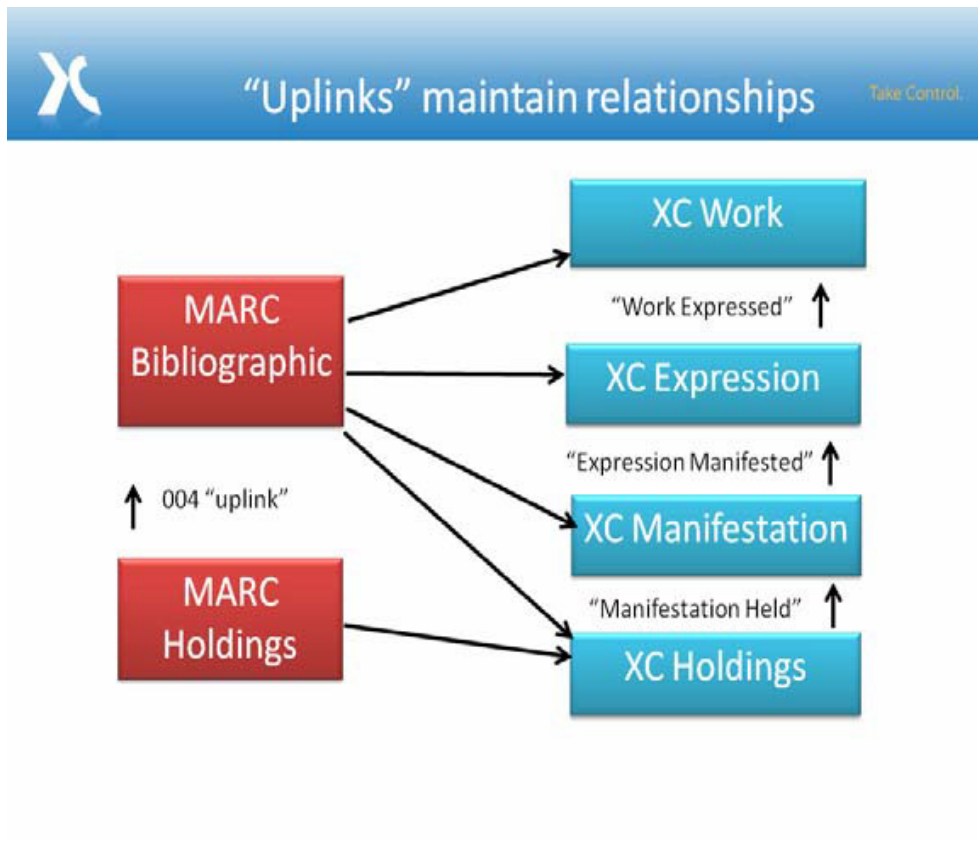 “Uplinks” maintain relationships
Take Control.
XC Work
MARC
Bibliographic
“Work Expressed”
XC Expression
“Expression Manifested”
004 “uplink”
XC Manifestation
MARC
Holdings
“Manifestation Held”
XC Holdings